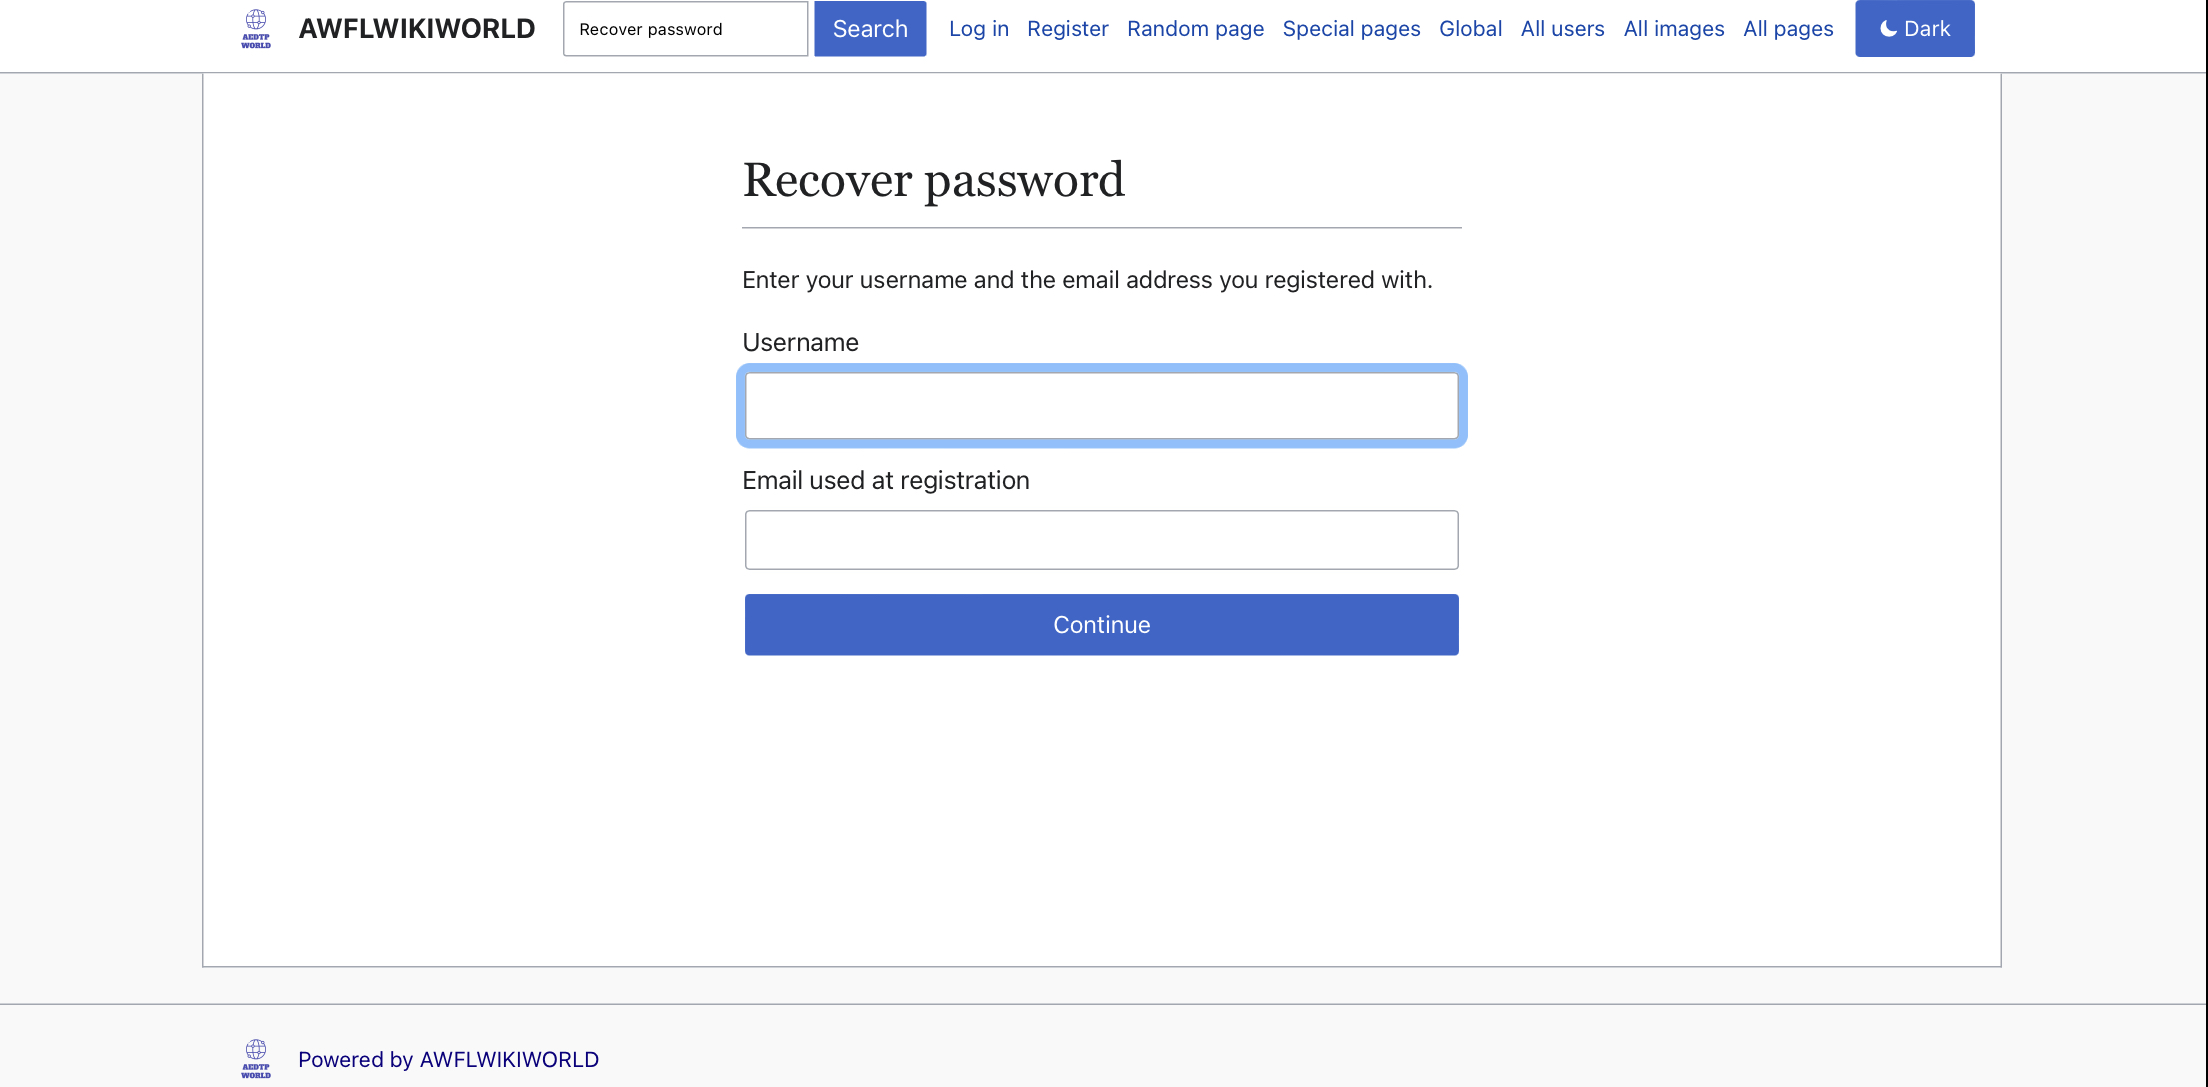 AEDTP
WORLD
AWFLWIKIWORLD
Recover password
Search
Log in
Register
Random page
Special pages
Global
All users
All images
All pages
Dark
Recover password
Enter your username and the email address you registered with.
Username
Email used at registration
Continue
AEDTP
WORLD
Powered by AWFLWIKIWORLD